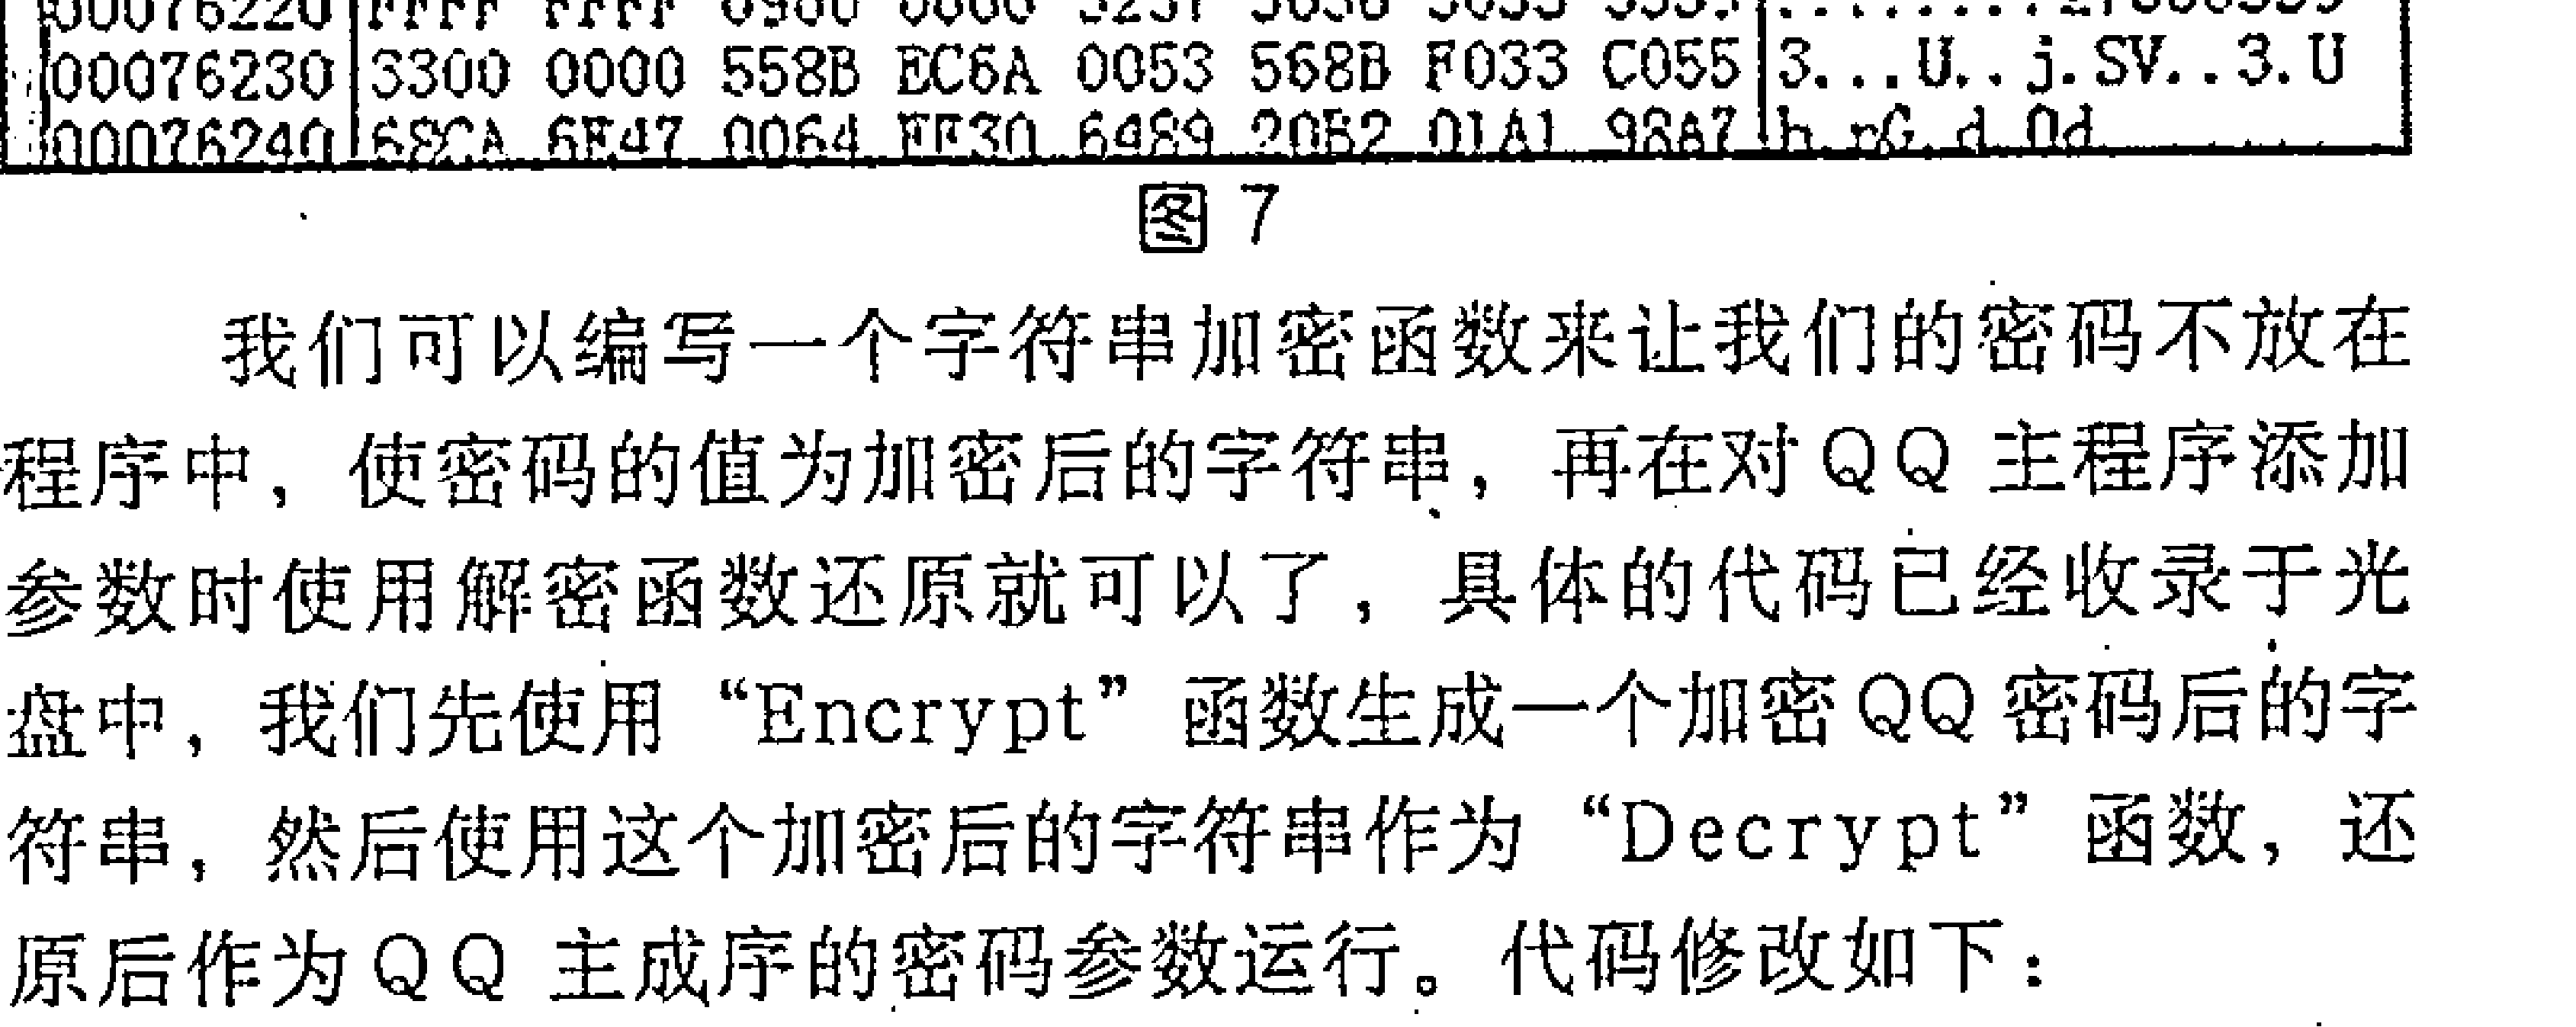 00076230 3300 0000 558B EC6A 0053 568B F033 C055 3...U..j.SV..3.U
图 7
我们可以编写一个字符串加密函数来让我们的密码不放在
程序中，使密码的值为加密后的字符串，再在对QQ 主程序添加
参数时使用解密函数还原就可以了，具体的代码已经收录于光
盘中，我们先使用 “Encrypt” 函数生成一个加密QQ 密码后的字
符串，然后使用这个加密后的字符串作为 “Decrypt” 函数，还
原后作为QQ 主成序的密码参数运行。代码修改如下：